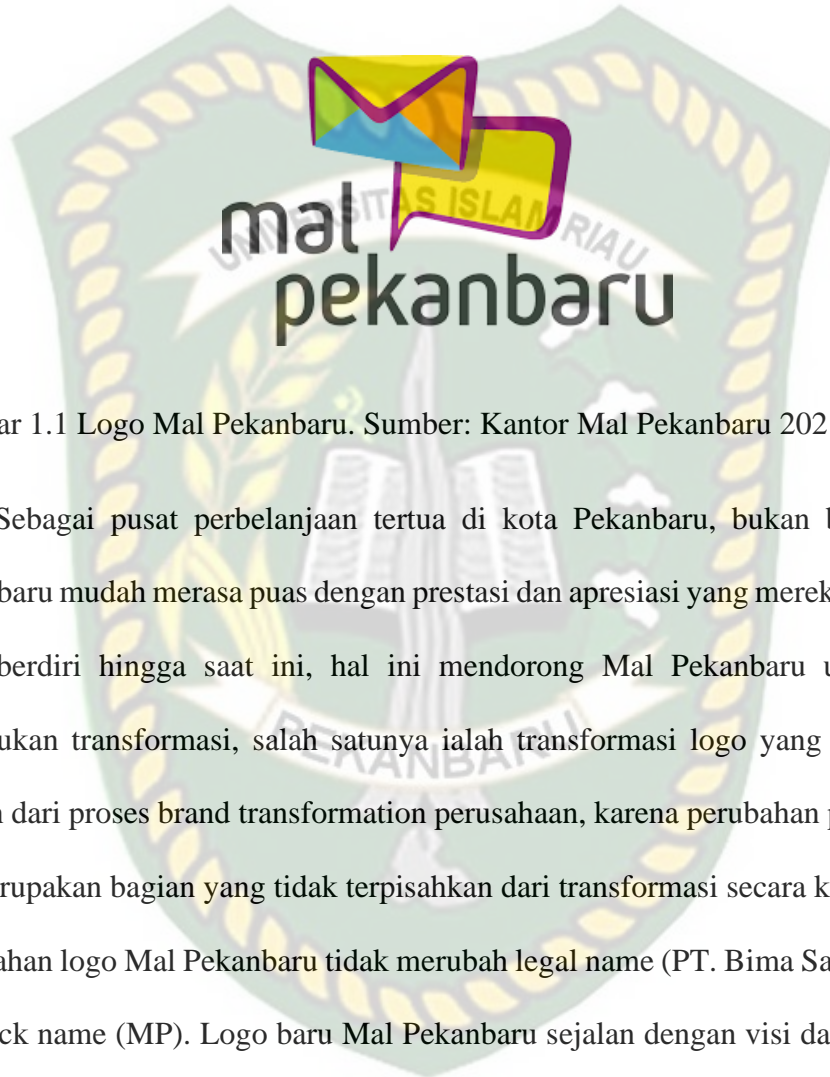 mal
pekanbaru
UNIVERSITAS ISLAM RIAU
ar 1.1 Logo Mal Pekanbaru. Sumber: Kantor Mal Pekanbaru 202
Sebagai pusat perbelanjaan tertua di kota Pekanbaru, bukan b
baru mudah merasa puas dengan prestasi dan apresiasi yang merek
berdiri hingga saat ini, hal ini mendorong Mal Pekanbaru u
ukan transformasi, salah satunya ialah transformasi logo yang
PEKANBARU
dari proses brand transformation perusahaan, karena perubahan p
rupakan bagian yang tidak terpisahkan dari transformasi secara k
ahan logo Mal Pekanbaru tidak merubah legal name (PT. Bima Sa
ck name (MP). Logo baru Mal Pekanbaru sejalan dengan visi da